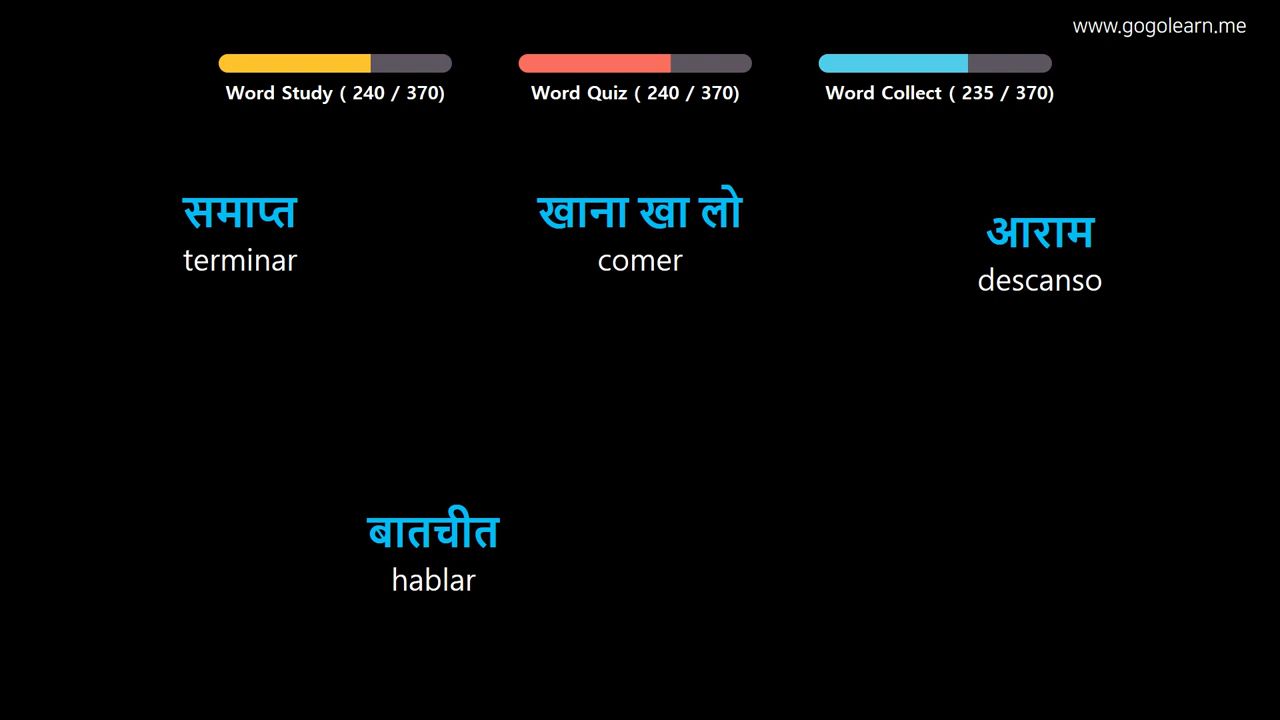 www.gogolearn.me
Word Study ( 240 / 370)
Word Quiz ( 240 / 370)
Word Collect ( 235 / 370)
समाप्त
terminar
खाना खा लो
comer
आराम
descanso
बातचीत
hablar